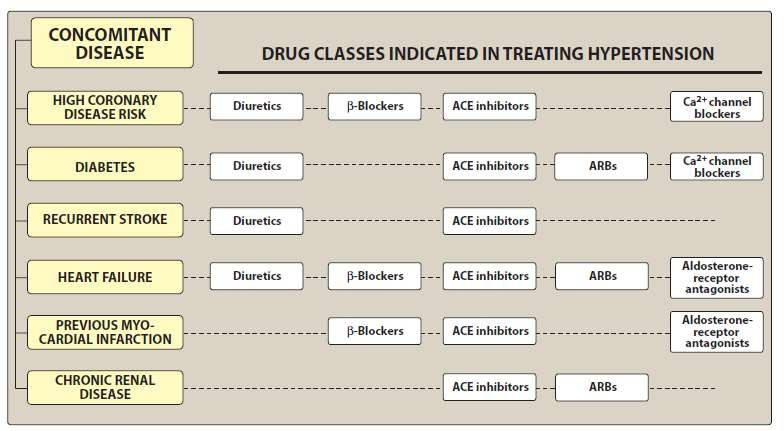 CONCOMITANT
DISEASE
DRUG CLASSES INDICATED IN TREATING HYPERTENSION
HIGH CORONARY
DISEASE RISK
Diuretics
β-Blockers
ACE inhibitors
Ca²⁺ channel
blockers
DIABETES
Diuretics
ACE inhibitors
ARBs
Ca²⁺ channel
blockers
RECURRENT STROKE
Diuretics
ACE inhibitors
HEART FAILURE
Diuretics
β-Blockers
ACE inhibitors
ARBs
Aldosterone-
receptor
antagonists
PREVIOUS MYO-
CARDIAL INFARCTION
β-Blockers
ACE inhibitors
Aldosterone-
receptor
antagonists
CHRONIC RENAL
DISEASE
ACE inhibitors
ARBs